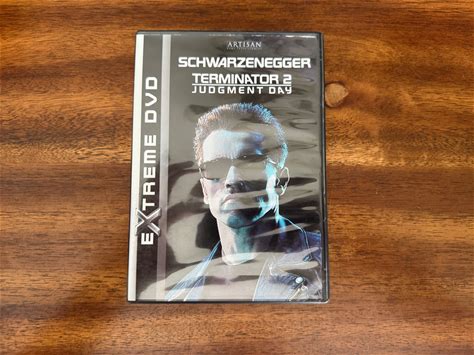 ARTISAN
SCHWARZENEGGER
TERMINATOR 2
JUDGMENT DAY
EXTREME DVD